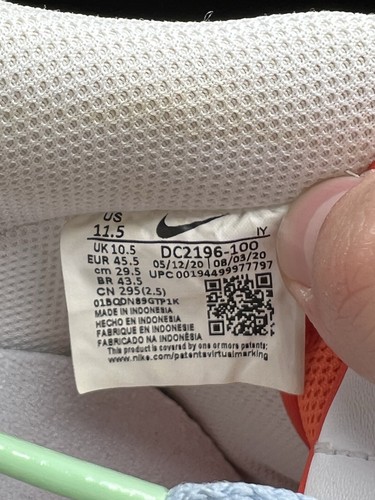 US
11.5
IY
UK 10.5
DC2196-100
EUR 45.5
05/12/20 | 08/03/20
cm 29.5
UPC 00194499977797
BR 43.5
CN 295(2.5)
01BQDN89GTP1K
MADE IN INDONESIA
HECHO EN INDONESIA
FABRIQUE EN INDONESIE
FABRICADO NA INDONÉSIA
This product is covered by one or more patents:
www.nike.com/patentsvirtualmarking